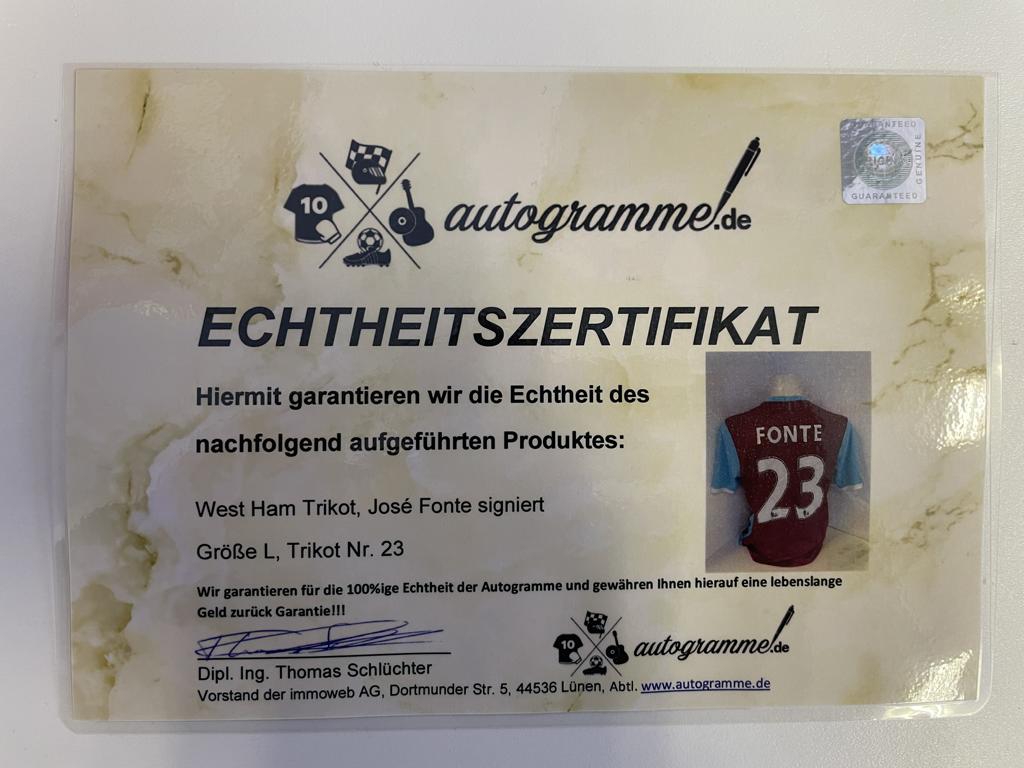 GUARANTEED
GENUINE
GUARANTEED
10
autogramme.de
ECHTHEITSZERTIFIKAT
Hiermit garantieren wir die Echtheit des
nachfolgend aufgeführten Produktes:
FONTE
23
West Ham Trikot, José Fonte signiert
Größe L, Trikot Nr. 23
Wir garantieren für die 100%ige Echtheit der Autogramme und gewähren Ihnen hierauf eine lebenslange
Geld zurück Garantie!!!
10
autogramme.de
Dipl. Ing. Thomas Schlüchter
Vorstand der immoweb AG, Dortmunder Str. 5, 44536 Lünen, Abtl. www.autogramme.de